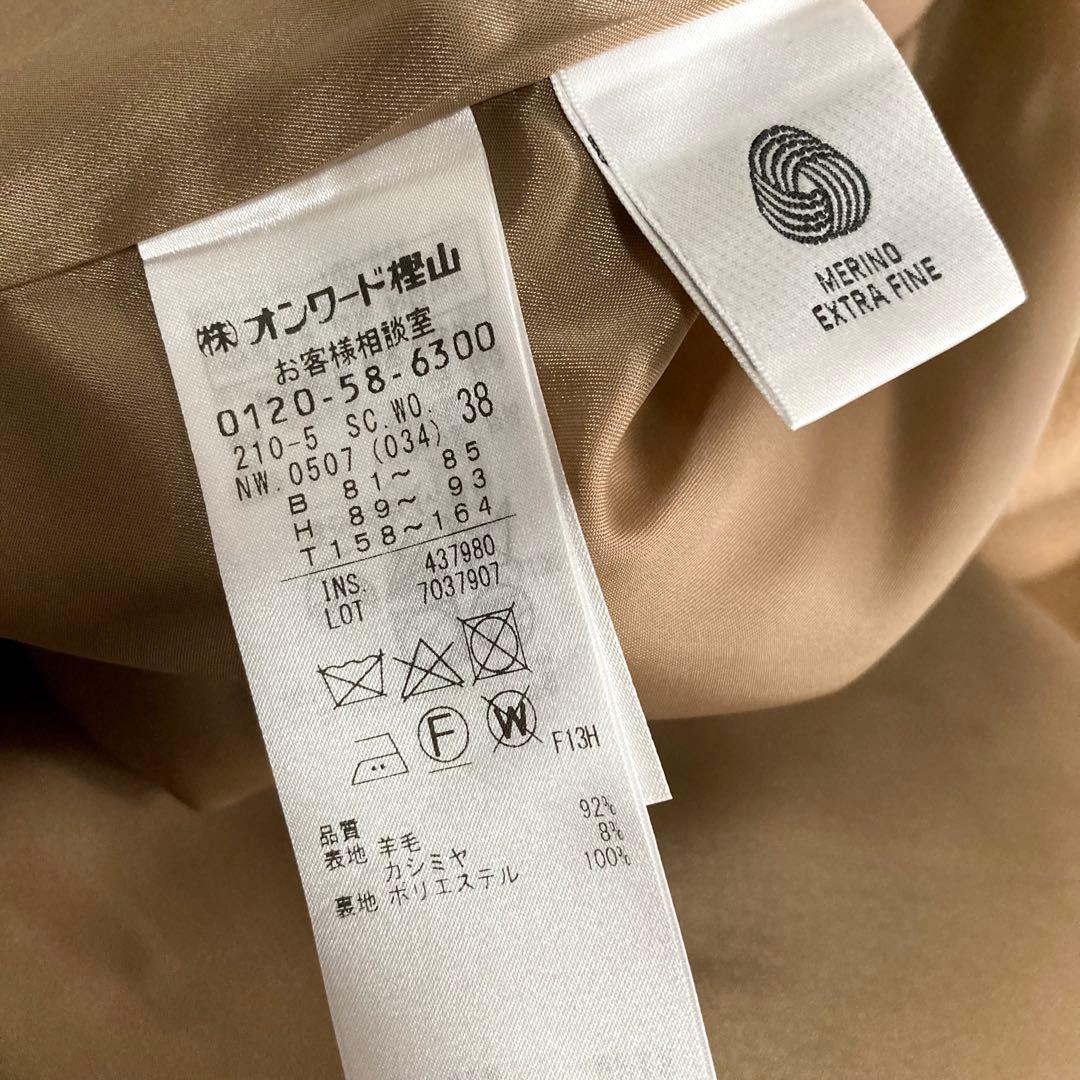 ㈱オンワード樫山
お客様相談室
0120-58-6300
210-5 SC.WO. 38
NW.0507 (034)
B 81～ 85
H 89～ 93
T 158～164
INS. 437980
LOT 7037907
F
W
F13H
品質
表地 羊毛 92%
カシミヤ 8%
裏地 ポリエステル 100%
MERINO
EXTRA FINE